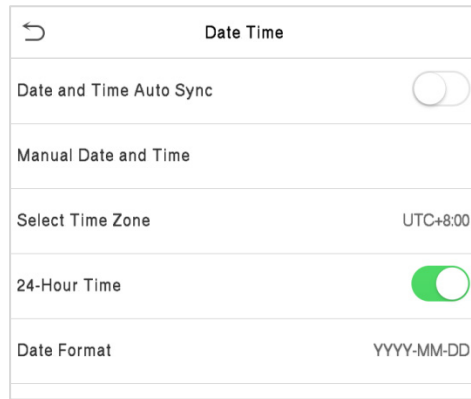 Date Time
Date and Time Auto Sync
Manual Date and Time
Select Time Zone UTC+8:00
24-Hour Time
Date Format YYYY-MM-DD